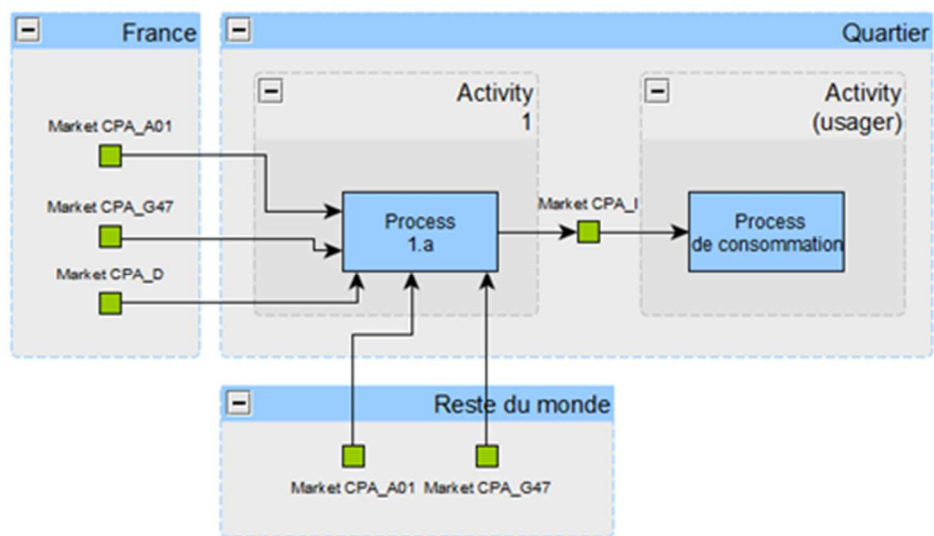 France
Market CPA_A01
Market CPA_G47
Market CPA_D
Quartier
Activity
1
Process
1.a
Market CPA_I
Activity
(usager)
Process
de consommation
Reste du monde
Market CPA_A01
Market CPA_G47